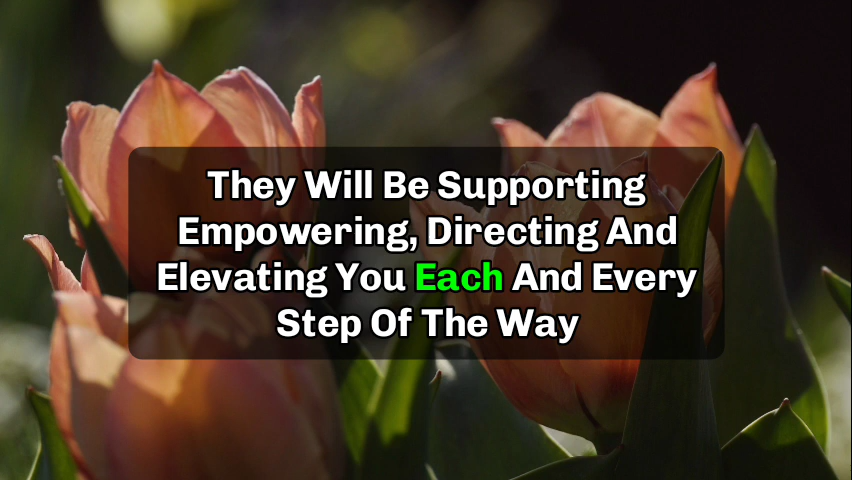 They Will Be Supporting
Empowering, Directing And
Elevating You Each And Every
Step Of The Way